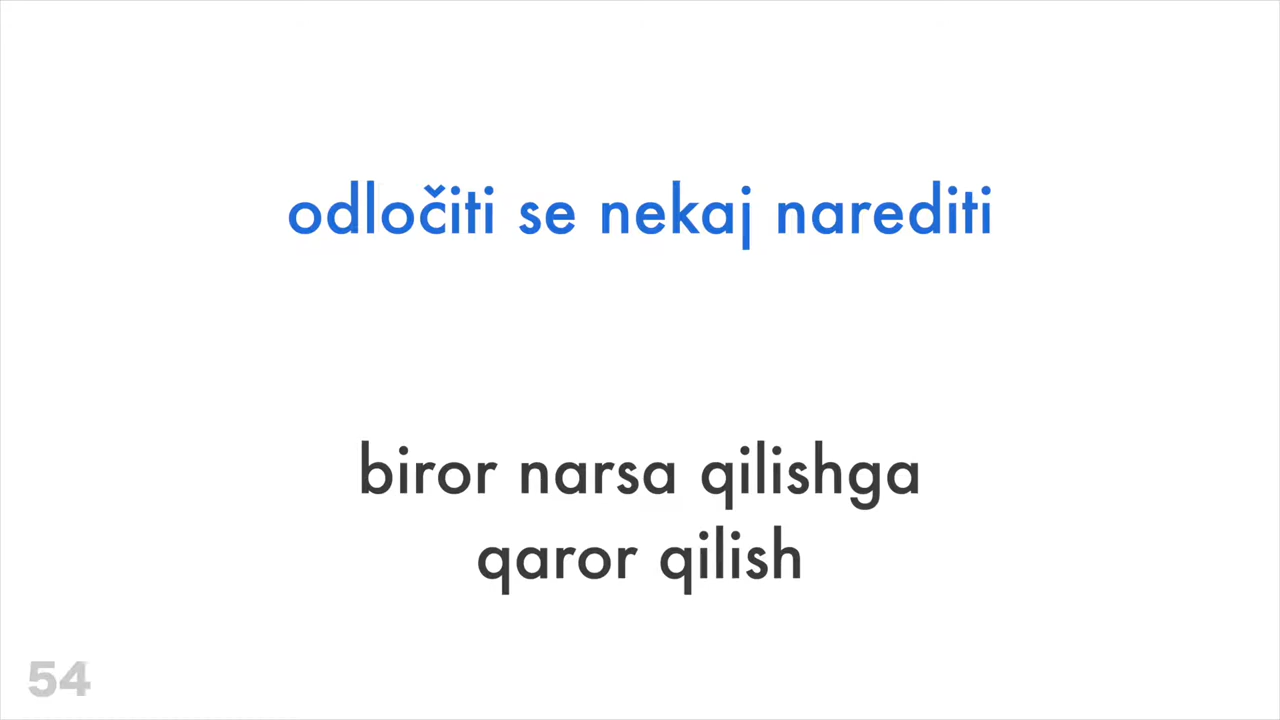 odločiti se nekaj narediti
biror narsa qilishga
qaror qilish
54